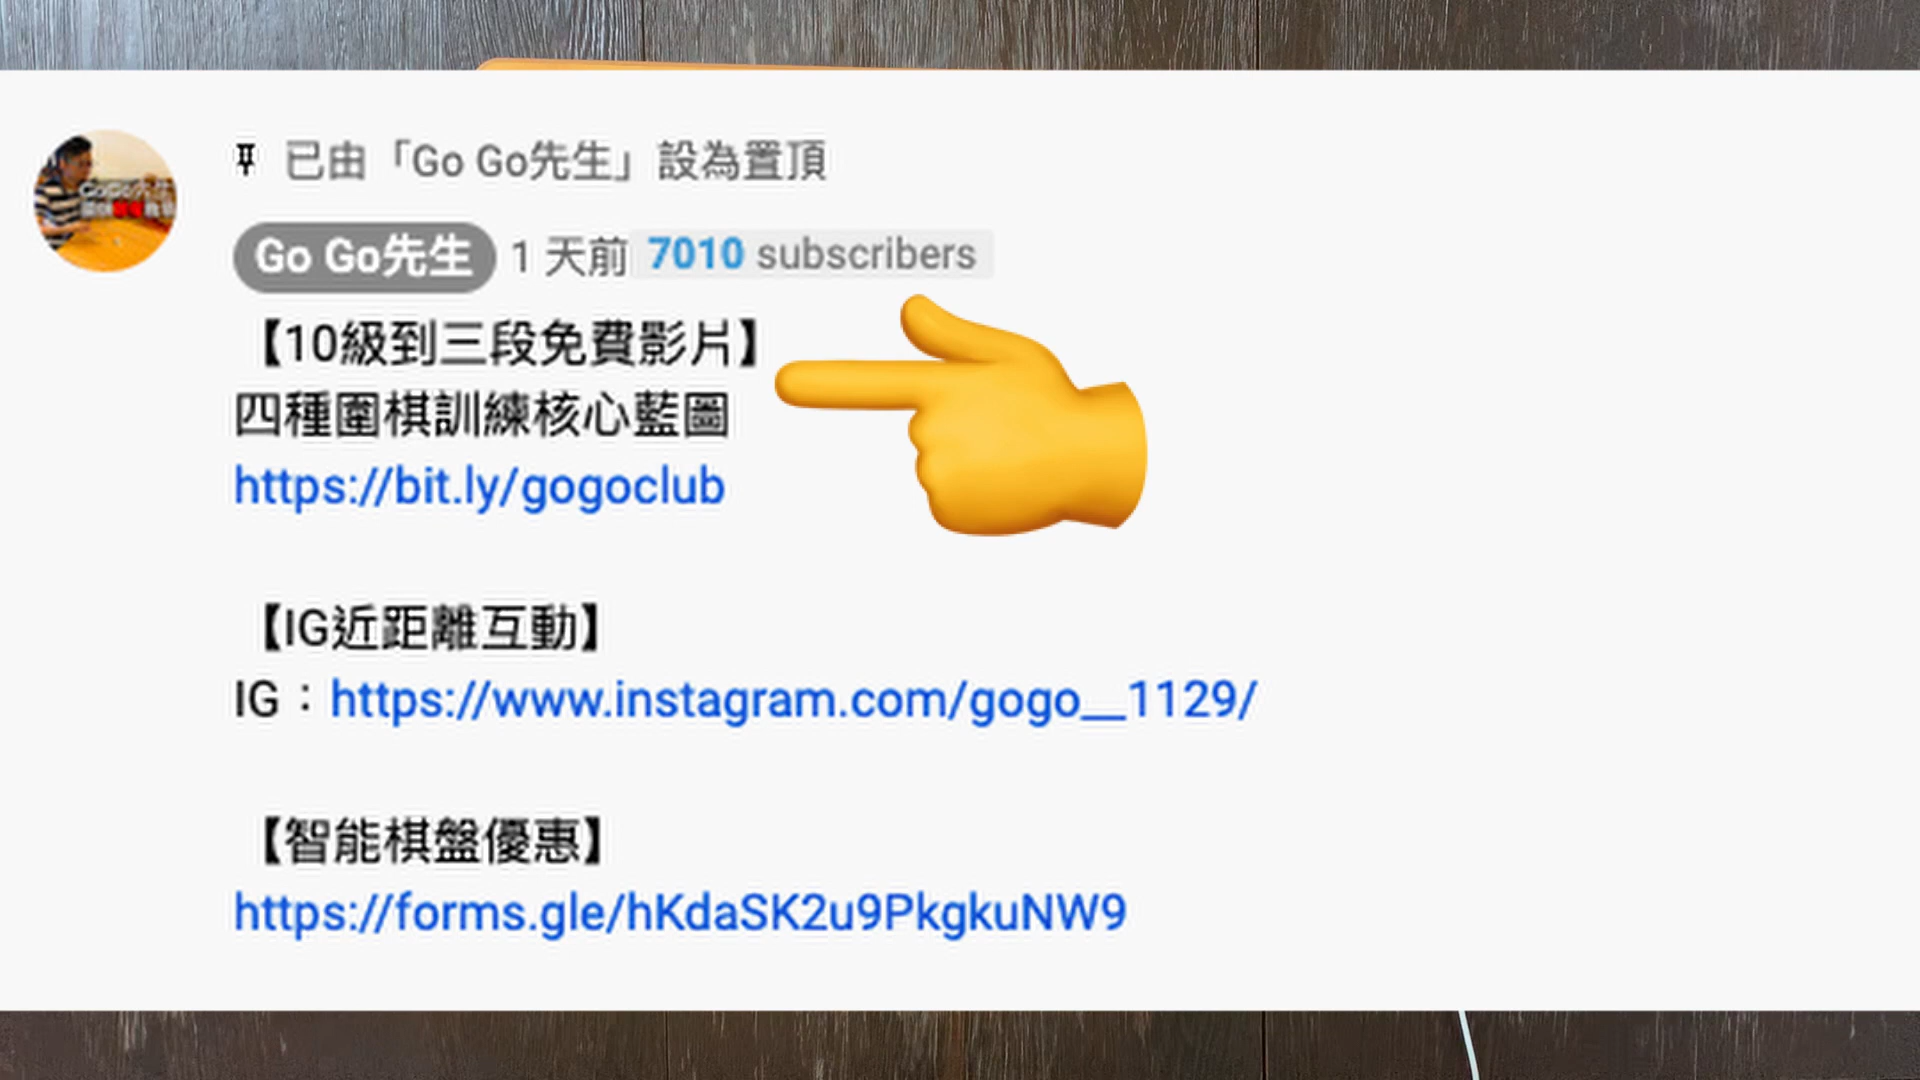 已由「Go Go先生」設為置頂
Go Go先生 1 天前 7010 subscribers
【10級到三段免費影片】
四種圍棋訓練核心藍圖
https://bit.ly/gogoclub
【IG近距離互動】
IG：https://www.instagram.com/gogo__1129/
【智能棋盤優惠】
https://forms.gle/hKdaSK2u9PkgkuNW9